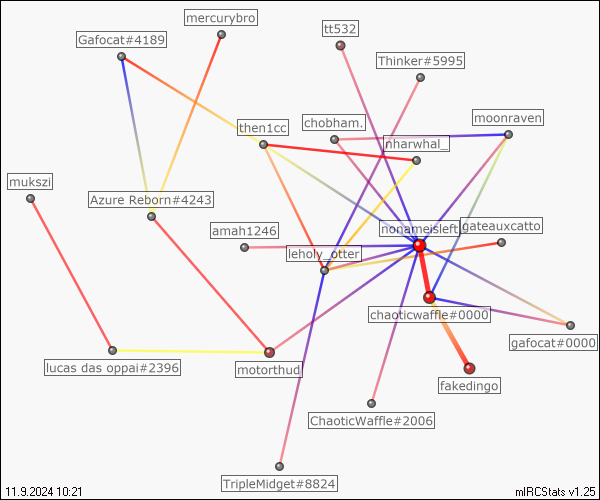 mercurybro
Gafocat#4189
tt532
Thinker#5995
chobham.
moonraven
then1cc
nharwhal_
mukszi
Azure Reborn#4243
amah1246
nonameisleft
gateauxcatto
leholy_otter
chaoticwaffle#0000
gafocat#0000
lucas das oppai#2396
motorthud
fakedingo
ChaoticWaffle#2006
TripleMidget#8824
11.9.2024 10:21
mIRCStats v1.25